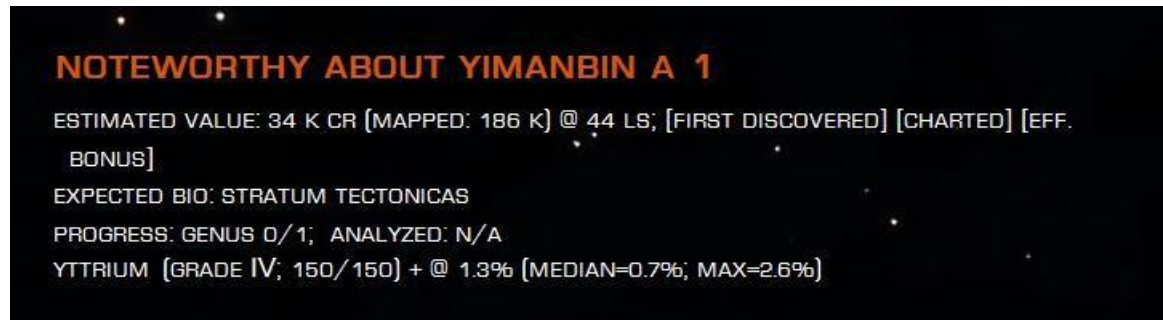 NOTEWORTHY ABOUT YIMANBIN A 1
ESTIMATED VALUE: 34 K CR (MAPPED: 186 K) @ 44 LS; [FIRST DISCOVERED] [CHARTED] [EFF.
BONUS]
EXPECTED BIO: STRATUM TECTONICAS
PROGRESS: GENUS 0/1; ANALYZED: N/A
YTTRIUM (GRADE IV; 150/150) + @ 1.3% (MEDIAN=0.7%; MAX=2.6%)